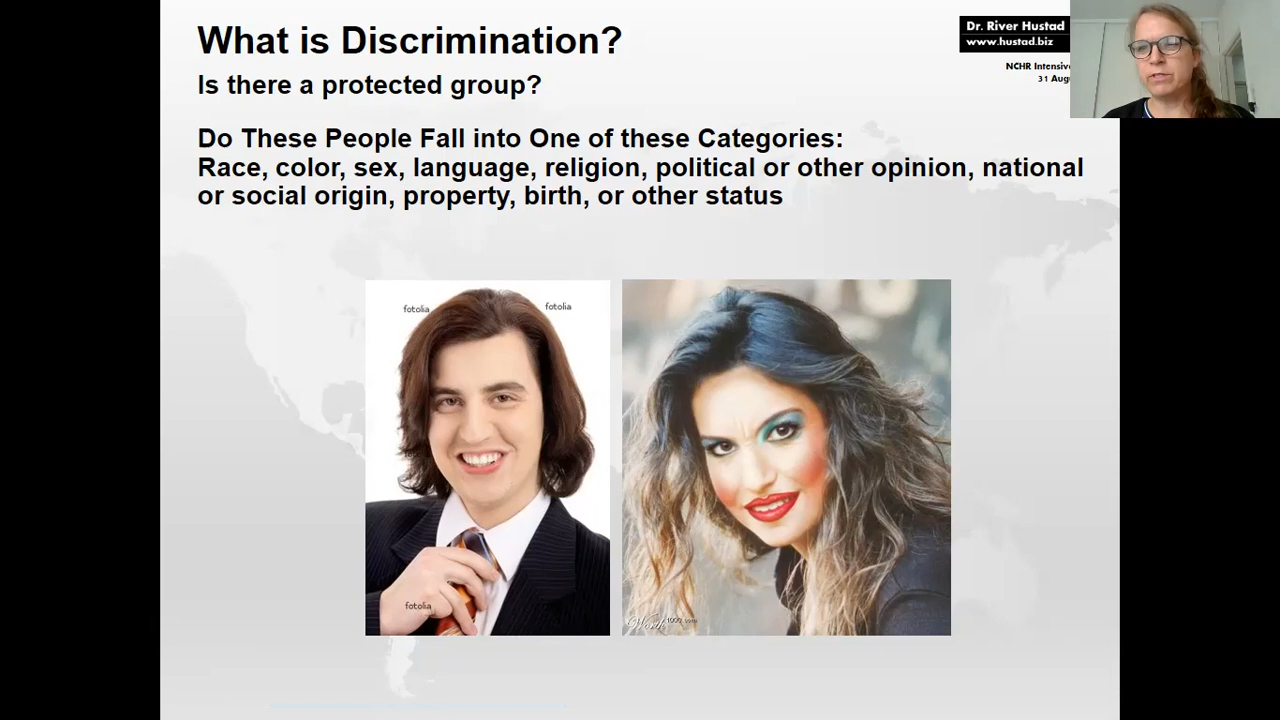 What is Discrimination?
Dr. River Hustad
www.hustad.biz
Is there a protected group?
NCHR Intensive
31 Aug
Do These People Fall into One of these Categories:
Race, color, sex, language, religion, political or other opinion, national
or social origin, property, birth, or other status
fotolia
fotolia
fotolia
Worth1000.com